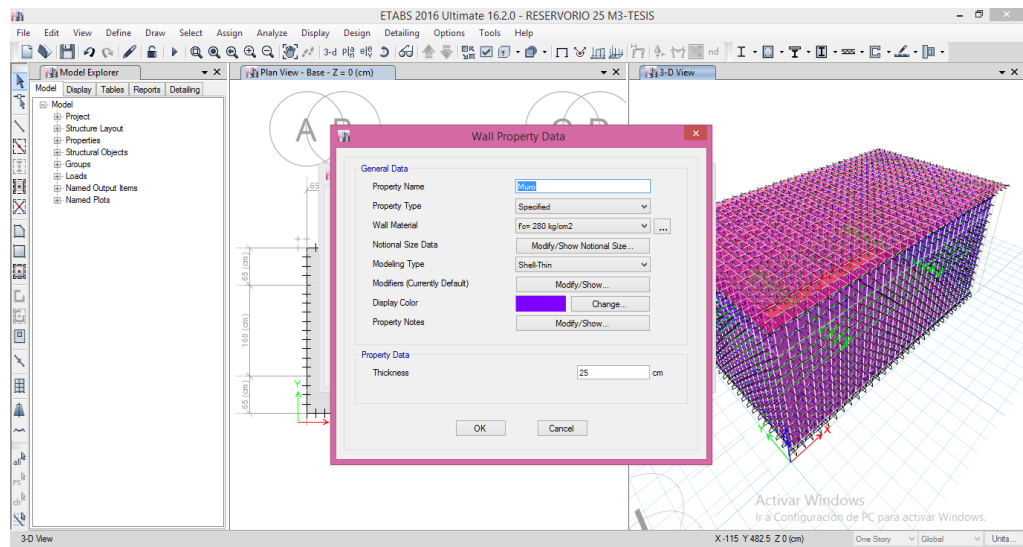 ETABS 2016 Ultimate 16.2.0 - RESERVORIO 25 M3-TESIS
File Edit View Define Draw Select Assign Analyze Display Design Detailing Options Tools Help
3-d nd
Model Explorer
Model Display Tables Reports Detailing
Model
Project
Structure Layout
Properties
Structural Objects
Groups
Loads
Named Output Items
Named Plots
Plan View - Base - Z = 0 (cm)
A
D
65
65 (cm)
160 (cm)
65 (cm)
Y
Wall Property Data
General Data
Property Name Muro
Property Type Specified
Wall Material f'c= 280 kg/cm2 ...
Notional Size Data Modify/Show Notional Size...
Modeling Type Shell-Thin
Modifiers (Currently Default) Modify/Show...
Display Color Change...
Property Notes Modify/Show...
Property Data
Thickness 25 cm
OK Cancel
3-D View
Y X
Activar Windows
Ir a Configuración de PC para activar Windows.
all
ps
clr
3-D View X -115 Y 482.5 Z 0 (cm) One Story Global Units...